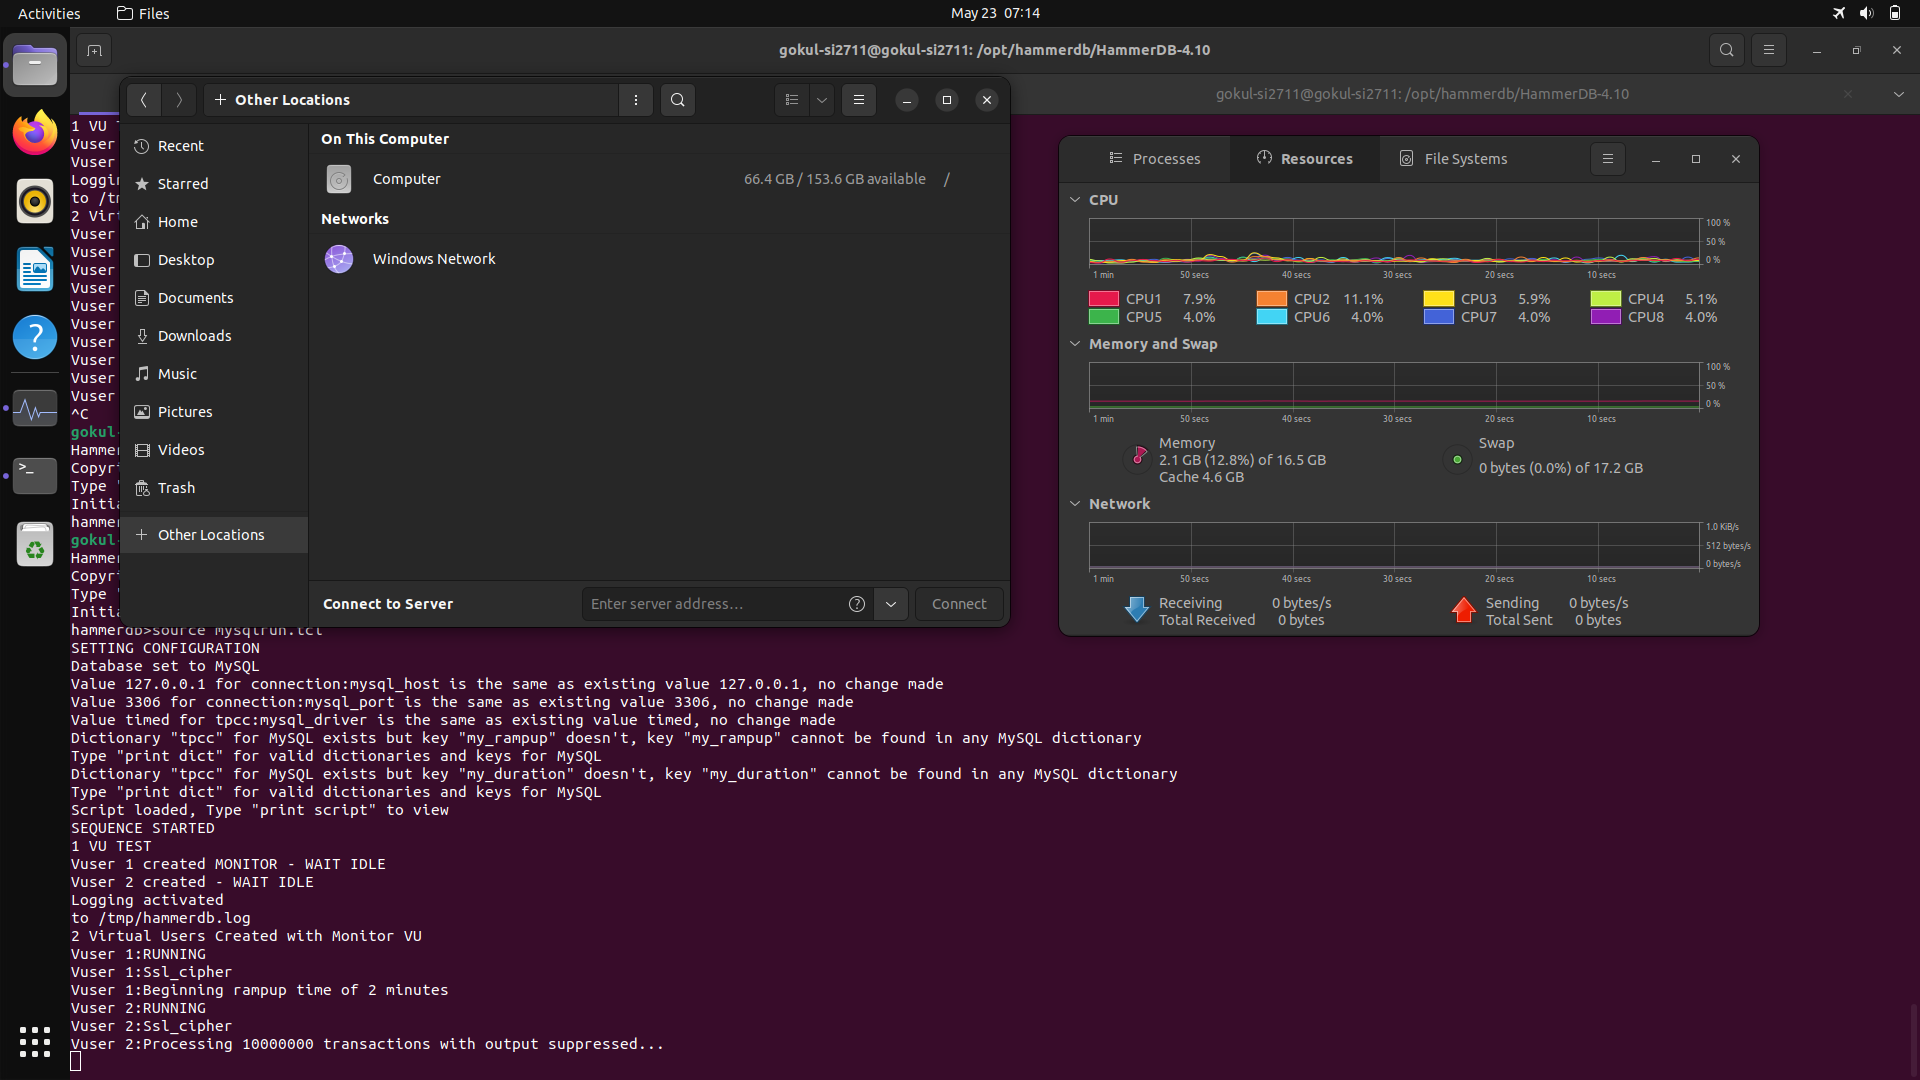 Activities
Files
May 23 07:14
gokul-si2711@gokul-si2711: /opt/hammerdb/HammerDB-4.10
gokul-si2711@gokul-si2711: /opt/hammerdb/HammerDB-4.10
Other Locations
Recent
Starred
Home
Desktop
Documents
Downloads
Music
Pictures
Videos
Trash
Other Locations
On This Computer
Computer 66.4 GB / 153.6 GB available /
Networks
Windows Network
Connect to Server Enter server address... Connect
Processes Resources File Systems
CPU
100 %
50 %
0 %
1 min 50 secs 40 secs 30 secs 20 secs 10 secs
CPU1 7.9% CPU2 11.1% CPU3 5.9% CPU4 5.1%
CPU5 4.0% CPU6 4.0% CPU7 4.0% CPU8 4.0%
Memory and Swap
100 %
50 %
0 %
1 min 50 secs 40 secs 30 secs 20 secs 10 secs
Memory
2.1 GB (12.8%) of 16.5 GB
Cache 4.6 GB
Swap
0 bytes (0.0%) of 17.2 GB
Network
1.0 KiB/s
512 bytes/s
0 bytes/s
1 min 50 secs 40 secs 30 secs 20 secs 10 secs
Receiving 0 bytes/s
Total Received 0 bytes
Sending 0 bytes/s
Total Sent 0 bytes
1 VU
Vuser
Vuser
Loggin
to /tm
2 Virt
Vuser
Vuser
Vuser
Vuser
Vuser
Vuser
Vuser
Vuser
Vuser
Vuser
^C
gokul-
Hammer
Copyri
Type "
Initia
hammer
gokul-
Hammer
Copyri
Type "
Initia
hammerdb>source mysqlrun.tcl
SETTING CONFIGURATION
Database set to MySQL
Value 127.0.0.1 for connection:mysql_host is the same as existing value 127.0.0.1, no change made
Value 3306 for connection:mysql_port is the same as existing value 3306, no change made
Value timed for tpcc:mysql_driver is the same as existing value timed, no change made
Dictionary "tpcc" for MySQL exists but key "my_rampup" doesn't, key "my_rampup" cannot be found in any MySQL dictionary
Type "print dict" for valid dictionaries and keys for MySQL
Dictionary "tpcc" for MySQL exists but key "my_duration" doesn't, key "my_duration" cannot be found in any MySQL dictionary
Type "print dict" for valid dictionaries and keys for MySQL
Script loaded, Type "print script" to view
SEQUENCE STARTED
1 VU TEST
Vuser 1 created MONITOR - WAIT IDLE
Vuser 2 created - WAIT IDLE
Logging activated
to /tmp/hammerdb.log
2 Virtual Users Created with Monitor VU
Vuser 1:RUNNING
Vuser 1:Ssl_cipher
Vuser 1:Beginning rampup time of 2 minutes
Vuser 2:RUNNING
Vuser 2:Ssl_cipher
Vuser 2:Processing 10000000 transactions with output suppressed...